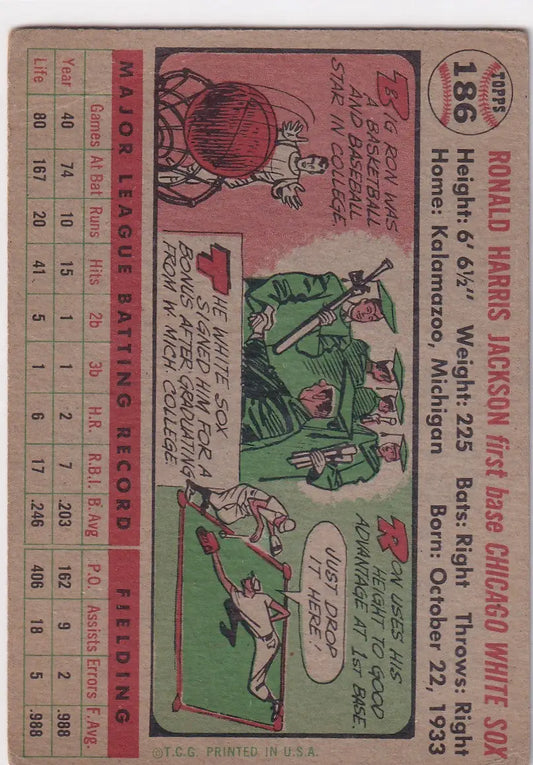 TOPPS
186
RONALD HARRIS JACKSON first base CHICAGO WHITE SOX
Height: 6' 6½" Weight: 225 Bats: Right Throws: Right
Home: Kalamazoo, Michigan Born: October 22, 1933
BIG RON WAS
A BASKETBALL
AND BASEBALL
STAR IN COLLEGE.
THE WHITE SOX
SIGNED HIM FOR A
BONUS AFTER GRADUATING
FROM W. MICH. COLLEGE.
RON USES HIS
HEIGHT TO GOOD
ADVANTAGE AT 1ST BASE.
JUST DROP
IT HERE!
MAJOR LEAGUE BATTING RECORD FIELDING
Games At Bat Runs Hits 2b 3b H.R. R.B.I. B. Avg P.O. Assists Errors F. Avg.
Year 40 74 10 15 1 1 2 7 .203 162 9 2 .988
Life 80 167 20 41 5 1 6 17 .246 406 18 5 .988
©T.C.G. PRINTED IN U.S.A.